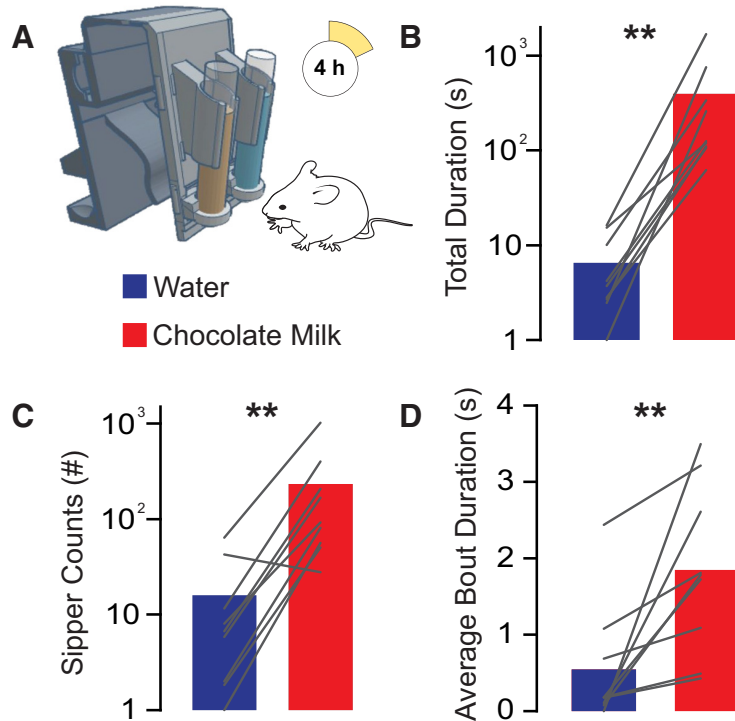 A
4 h
Water
Chocolate Milk
B
**
Total Duration (s)
10³
10²
10
1
C
**
Sipper Counts (#)
10³
10²
10
1
D
**
Average Bout Duration (s)
4
3
2
1
0